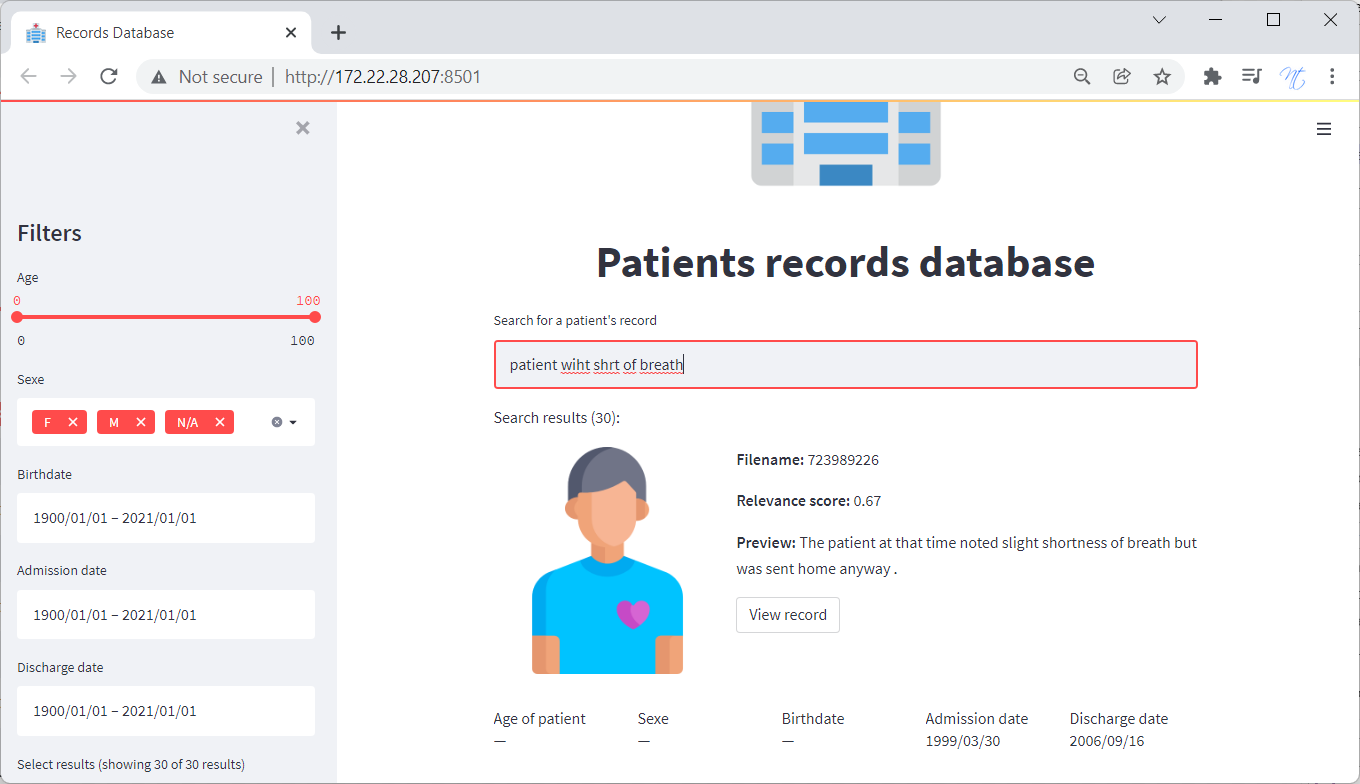 Records Database
Not secure | http://172.22.28.207:8501
Filters
Age
0 100
0 100
Sexe
F M N/A
Birthdate
1900/01/01 – 2021/01/01
Admission date
1900/01/01 – 2021/01/01
Discharge date
1900/01/01 – 2021/01/01
Select results (showing 30 of 30 results)
Patients records database
Search for a patient's record
patient wiht shrt of breath
Search results (30):
Filename: 723989226
Relevance score: 0.67
Preview: The patient at that time noted slight shortness of breath but
was sent home anyway .
View record
Age of patient Sexe Birthdate Admission date Discharge date
— — — 1999/03/30 2006/09/16